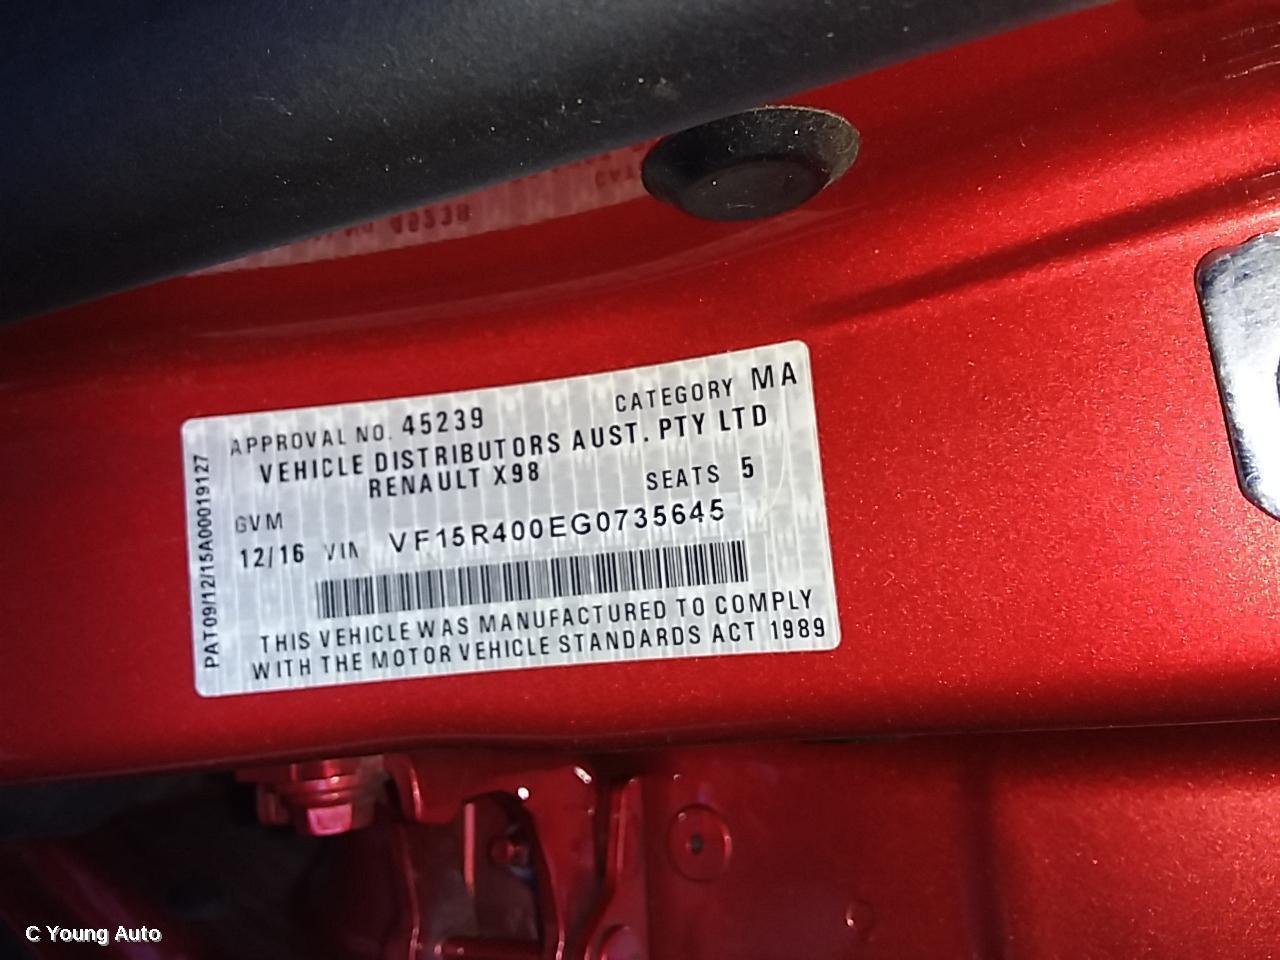 APPROVAL NO. 45239 CATEGORY MA
VEHICLE DISTRIBUTORS AUST. PTY LTD
RENAULT X98 SEATS 5
GVM
12/16 VIN VF15R400EG0735645
THIS VEHICLE WAS MANUFACTURED TO COMPLY
WITH THE MOTOR VEHICLE STANDARDS ACT 1989
PAT09/12/15A00019127
C Young Auto